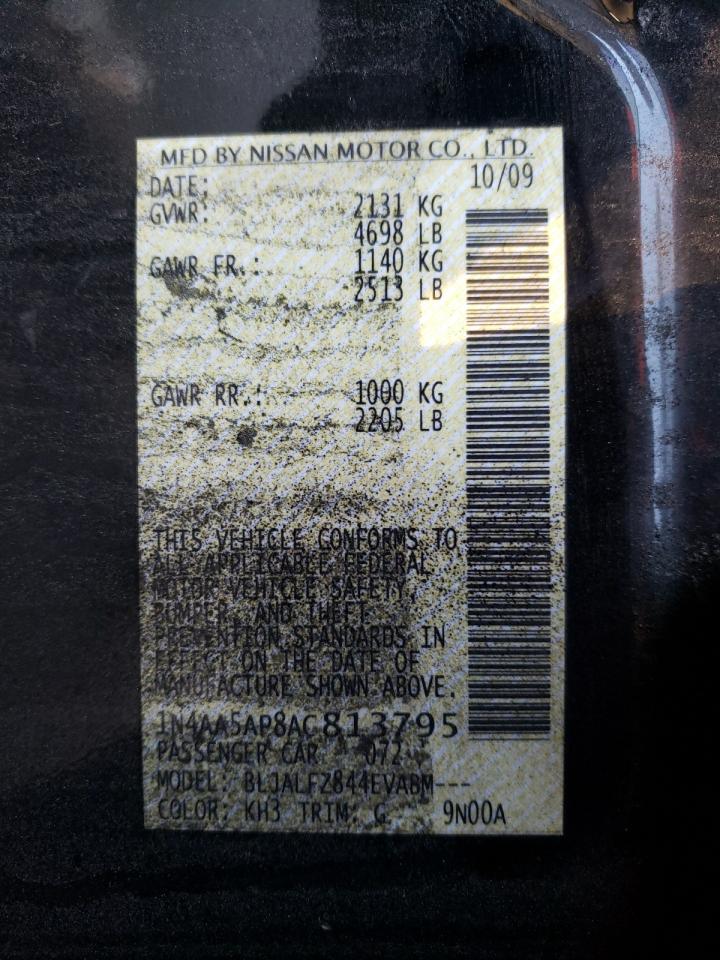 MFD BY NISSAN MOTOR CO., LTD.
DATE: 10/09
GVWR: 2131 KG
4698 LB
GAWR FR.: 1140 KG
2513 LB
GAWR RR.: 1000 KG
2205 LB
THIS VEHICLE CONFORMS TO
ALL APPLICABLE FEDERAL
MOTOR VEHICLE SAFETY,
BUMPER, AND THEFT
PREVENTION STANDARDS IN
EFFECT ON THE DATE OF
MANUFACTURE SHOWN ABOVE.
1N4AA5AP8AC813795
PASSENGER CAR 072
MODEL: BLJALFZ844EVABM---
COLOR: KH3 TRIM: G 9N00A